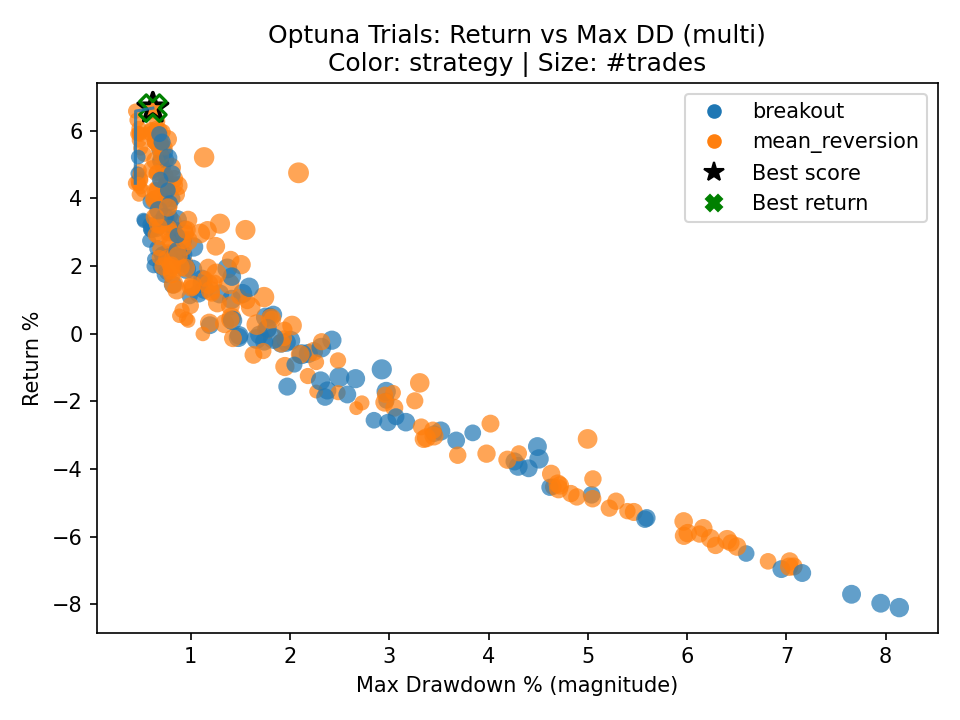 Optuna Trials: Return vs Max DD (multi)
Color: strategy | Size: #trades
breakout
mean_reversion
Best score
Best return
Return %
6
4
2
0
−2
−4
−6
−8
1 2 3 4 5 6 7 8
Max Drawdown % (magnitude)